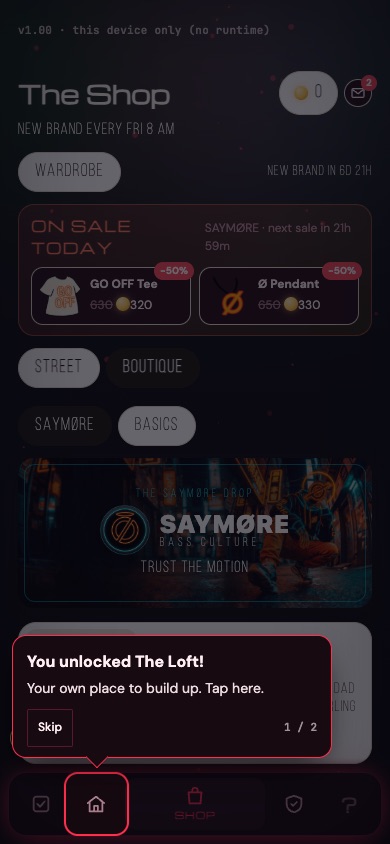 v1.00 · this device only (no runtime)
The Shop
0
2
NEW BRAND EVERY FRI 8 AM
WARDROBE
NEW BRAND IN 6D 21H
ON SALE TODAY
SAYMØRE · next sale in 21h 59m
-50%
GO OFF
GO OFF Tee
630 320
-50%
Ø Pendant
650 330
STREET
BOUTIQUE
SAYMØRE
BASICS
THE SAYMØRE DROP
SAYMØRE
BASS CULTURE
TRUST THE MOTION
You unlocked The Loft!
Your own place to build up. Tap here.
Skip
1 / 2
SHOP